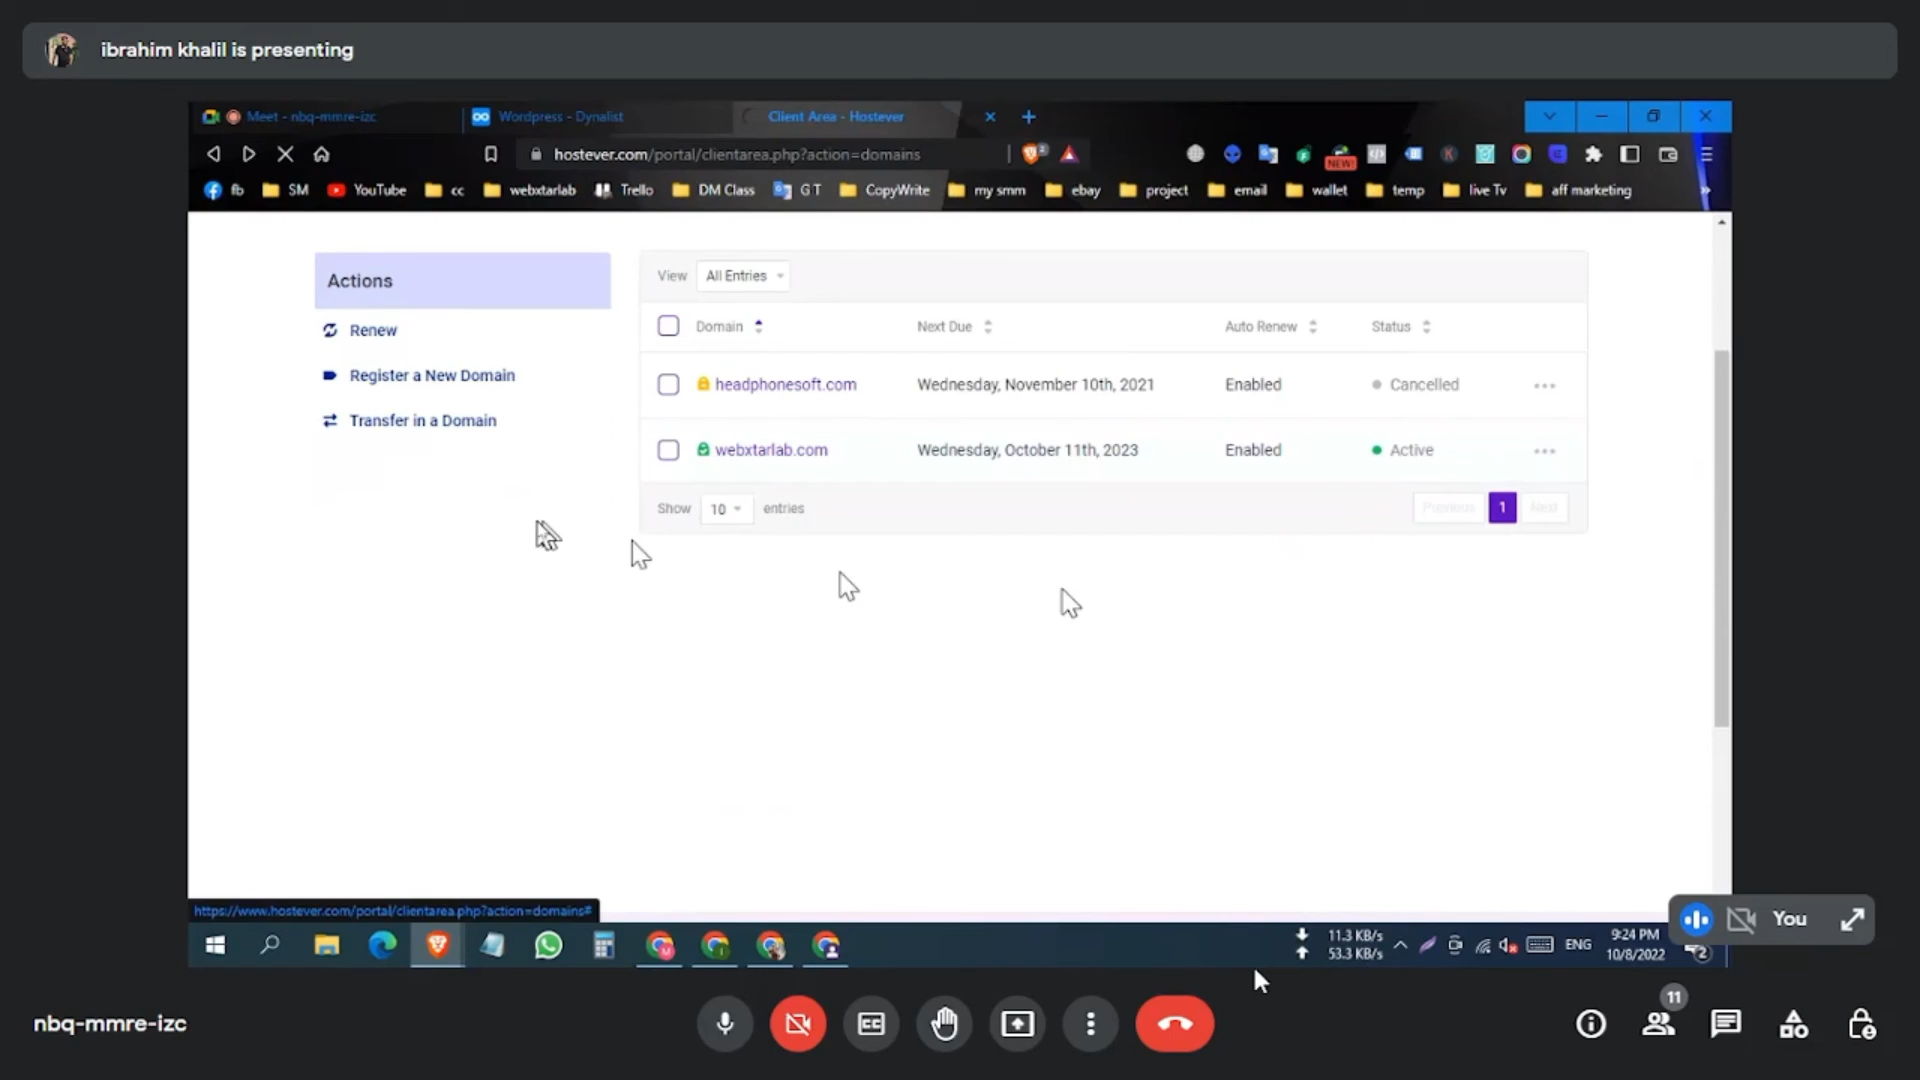 ibrahim khalil is presenting
Meet - nbq-mmre-izc
Wordpress - Dynalist
Client Area - Hostever
hostever.com/portal/clientarea.php?action=domains
NEW!
fb SM YouTube cc webxtarlab Trello DM Class G T CopyWrite my smm ebay project email wallet temp live Tv aff marketing
Actions
Renew
Register a New Domain
Transfer in a Domain
View All Entries
Domain Next Due Auto Renew Status
headphonesoft.com Wednesday, November 10th, 2021 Enabled Cancelled
webxtarlab.com Wednesday, October 11th, 2023 Enabled Active
Show 10 entries
Previous 1 Next
https://www.hostever.com/portal/clientarea.php?action=domains#
11.3 KB/s
53.3 KB/s
ENG
9:24 PM
10/8/2022
2
You
nbq-mmre-izc
11